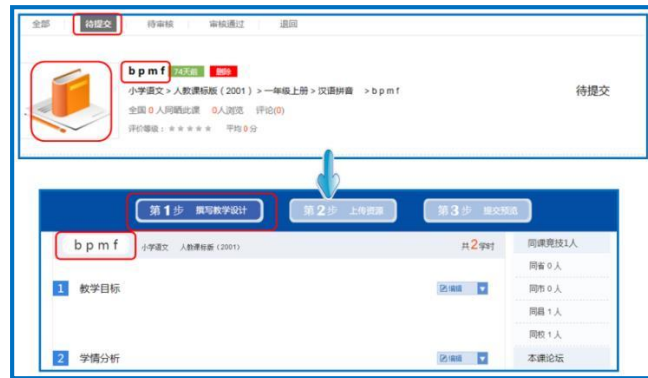 全部 待提交 待审核 审核通过 退回
b p m f 74天前 删除
小学语文 > 人教课标版（2001）> 一年级上册 > 汉语拼音 > b p m f
待提交
全国 0 人同晒此课 0人浏览 评论(0)
评价等级：★★★★★ 平均 0 分
第1步 撰写教学设计 第2步 上传资源 第3步 提交预览
b p m f 小学语文 人教课标版 (2001) 共2学时
同课竞技1人
同省 0 人
1 教学目标 编辑
同市 0 人
同县 1 人
同校 1 人
2 学情分析 编辑
本课论坛